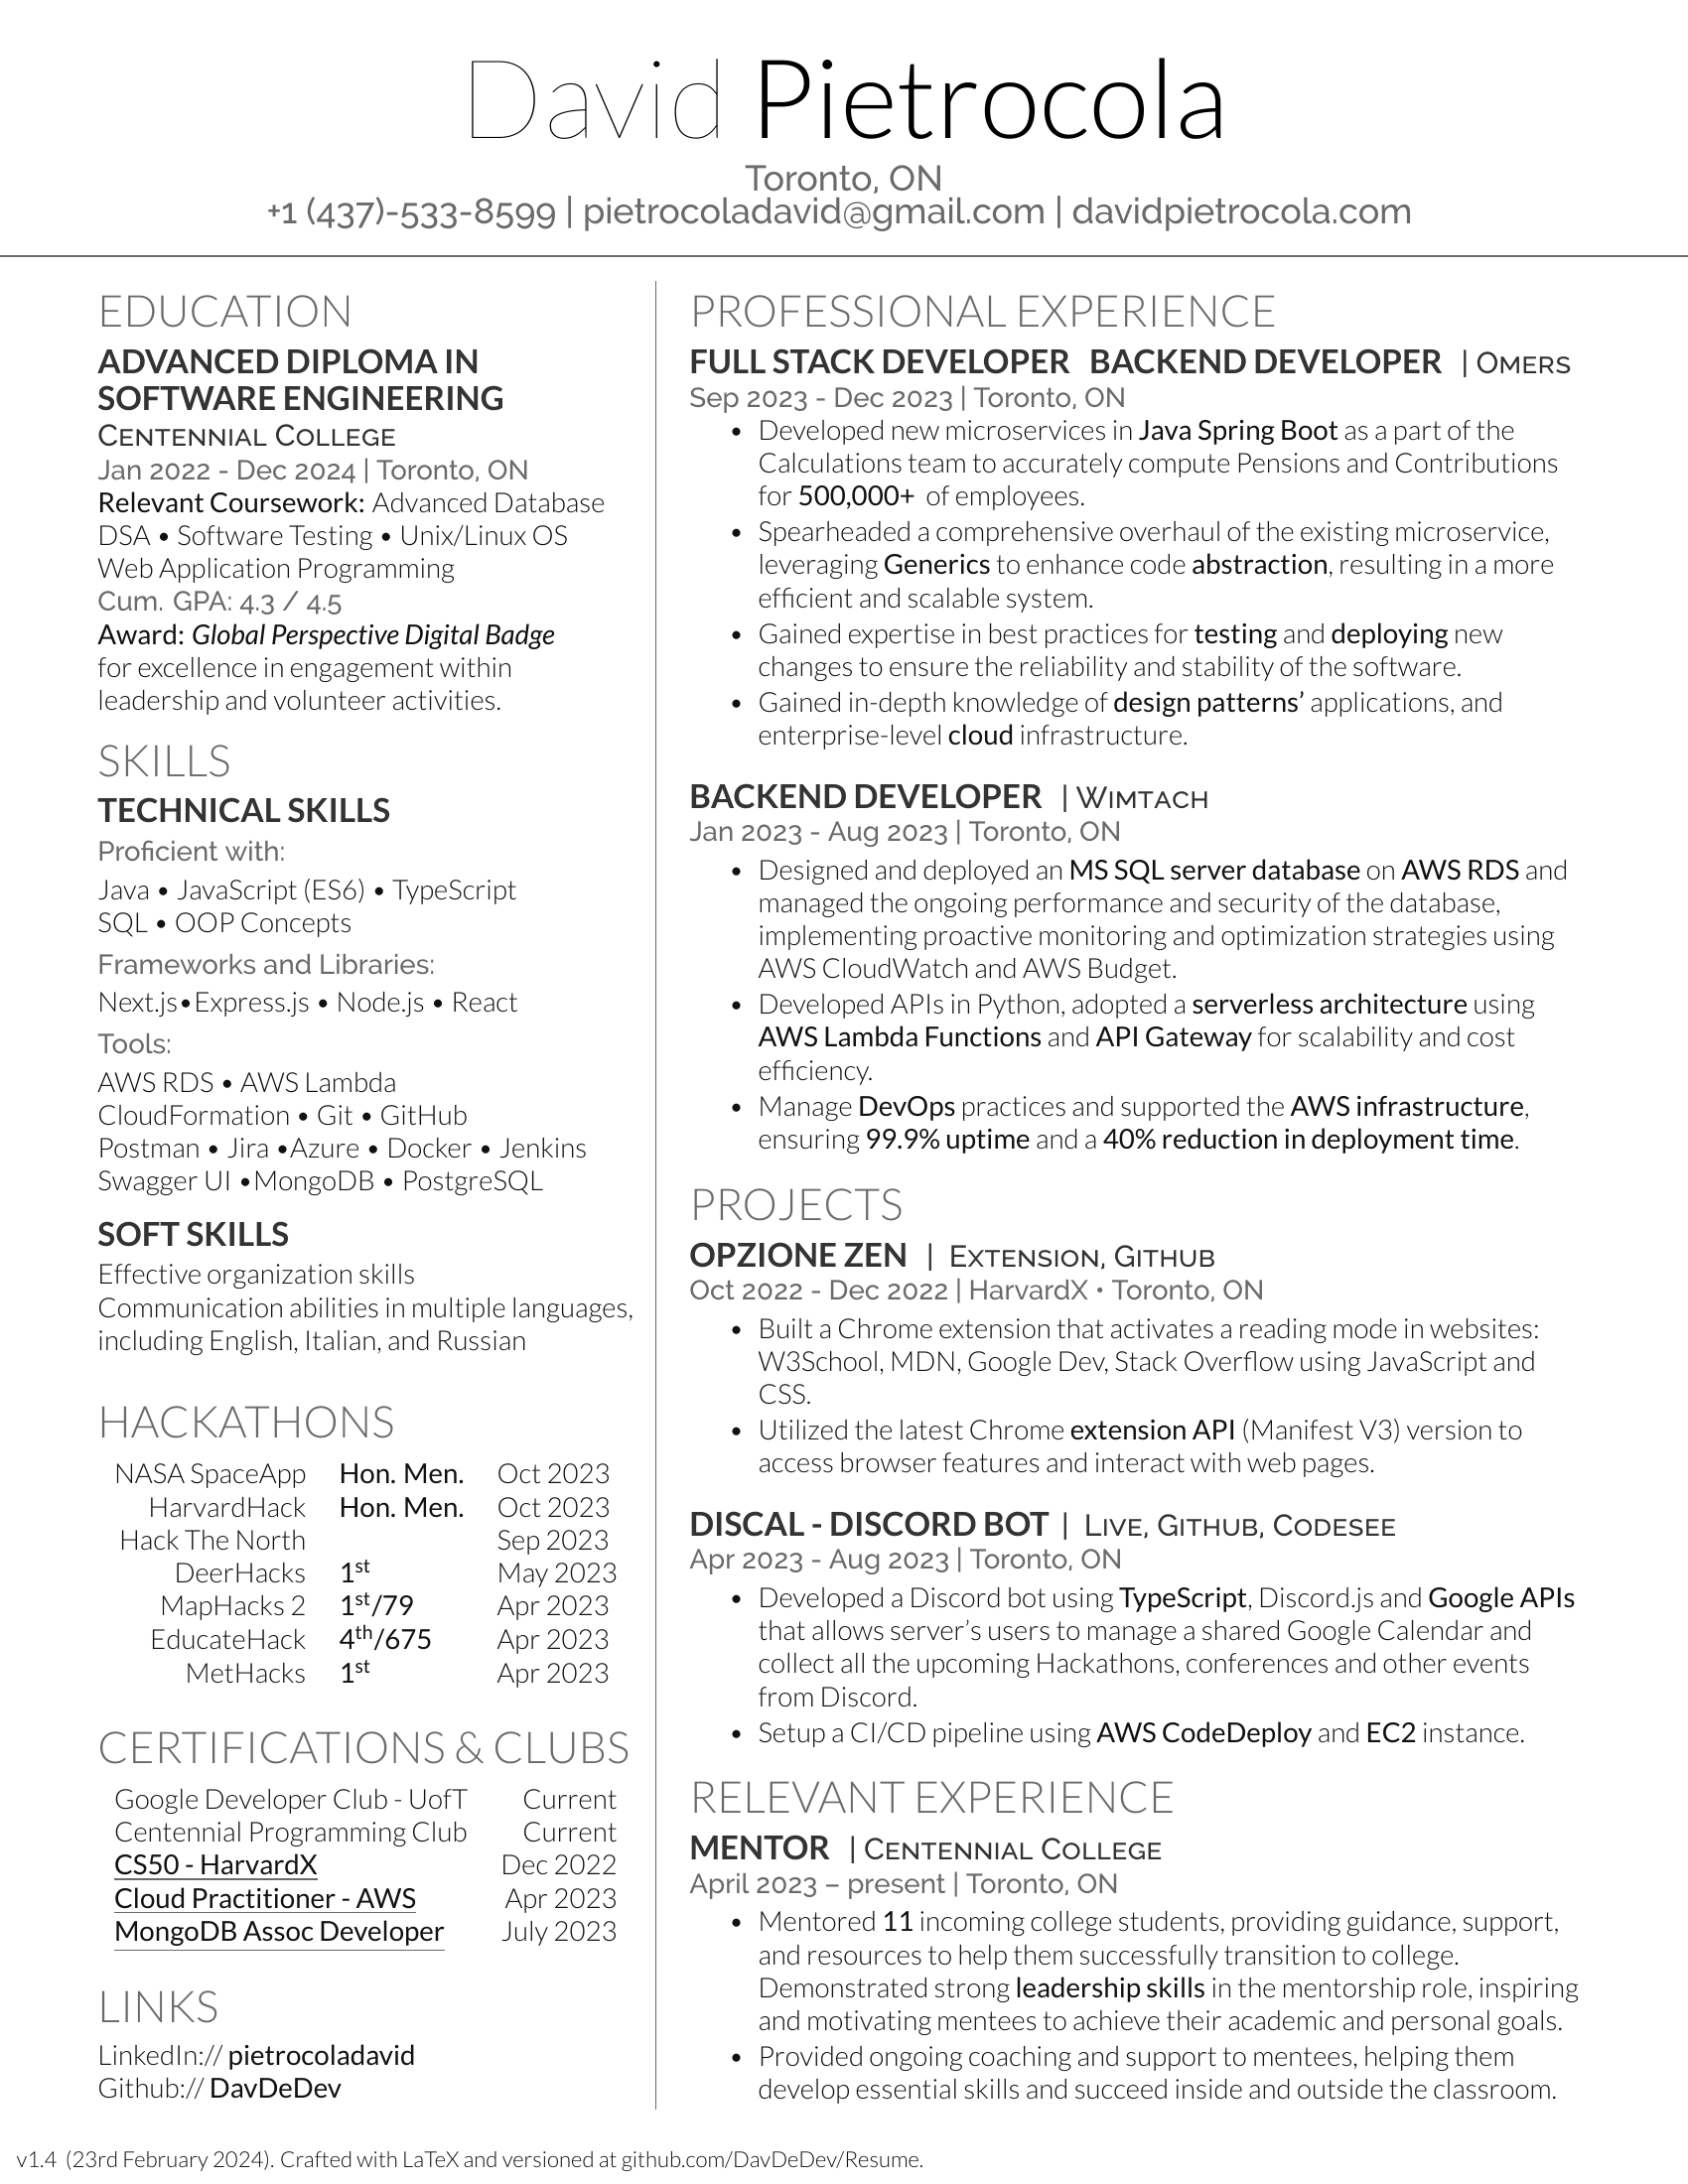 David Pietrocola
Toronto, ON
+1 (437)-533-8599 | pietrocoladavid@gmail.com | davidpietrocola.com
EDUCATION
ADVANCED DIPLOMA IN
SOFTWARE ENGINEERING
CENTENNIAL COLLEGE
Jan 2022 - Dec 2024 | Toronto, ON
Relevant Coursework: Advanced Database
DSA • Software Testing • Unix/Linux OS
Web Application Programming
Cum. GPA: 4.3 / 4.5
Award: Global Perspective Digital Badge
for excellence in engagement within
leadership and volunteer activities.
SKILLS
TECHNICAL SKILLS
Proficient with:
Java • JavaScript (ES6) • TypeScript
SQL • OOP Concepts
Frameworks and Libraries:
Next.js•Express.js • Node.js • React
Tools:
AWS RDS • AWS Lambda
CloudFormation • Git • GitHub
Postman • Jira •Azure • Docker • Jenkins
Swagger UI •MongoDB • PostgreSQL
SOFT SKILLS
Effective organization skills
Communication abilities in multiple languages,
including English, Italian, and Russian
HACKATHONS
NASA SpaceApp Hon. Men. Oct 2023
HarvardHack Hon. Men. Oct 2023
Hack The North Sep 2023
DeerHacks 1st May 2023
MapHacks 2 1st/79 Apr 2023
EducateHack 4th/675 Apr 2023
MetHacks 1st Apr 2023
CERTIFICATIONS & CLUBS
Google Developer Club - UofT Current
Centennial Programming Club Current
CS50 - HarvardX Dec 2022
Cloud Practitioner - AWS Apr 2023
MongoDB Assoc Developer July 2023
LINKS
LinkedIn:// pietrocoladavid
Github:// DavDeDev
PROFESSIONAL EXPERIENCE
FULL STACK DEVELOPER BACKEND DEVELOPER | OMERS
Sep 2023 - Dec 2023 | Toronto, ON
• Developed new microservices in Java Spring Boot as a part of the
Calculations team to accurately compute Pensions and Contributions
for 500,000+ of employees.
• Spearheaded a comprehensive overhaul of the existing microservice,
leveraging Generics to enhance code abstraction, resulting in a more
efficient and scalable system.
• Gained expertise in best practices for testing and deploying new
changes to ensure the reliability and stability of the software.
• Gained in-depth knowledge of design patterns’ applications, and
enterprise-level cloud infrastructure.
BACKEND DEVELOPER | WIMTACH
Jan 2023 - Aug 2023 | Toronto, ON
• Designed and deployed an MS SQL server database on AWS RDS and
managed the ongoing performance and security of the database,
implementing proactive monitoring and optimization strategies using
AWS CloudWatch and AWS Budget.
• Developed APIs in Python, adopted a serverless architecture using
AWS Lambda Functions and API Gateway for scalability and cost
efficiency.
• Manage DevOps practices and supported the AWS infrastructure,
ensuring 99.9% uptime and a 40% reduction in deployment time.
PROJECTS
OPZIONE ZEN | EXTENSION, GITHUB
Oct 2022 - Dec 2022 | HarvardX • Toronto, ON
• Built a Chrome extension that activates a reading mode in websites:
W3School, MDN, Google Dev, Stack Overflow using JavaScript and
CSS.
• Utilized the latest Chrome extension API (Manifest V3) version to
access browser features and interact with web pages.
DISCAL - DISCORD BOT | LIVE, GITHUB, CODESEE
Apr 2023 - Aug 2023 | Toronto, ON
• Developed a Discord bot using TypeScript, Discord.js and Google APIs
that allows server’s users to manage a shared Google Calendar and
collect all the upcoming Hackathons, conferences and other events
from Discord.
• Setup a CI/CD pipeline using AWS CodeDeploy and EC2 instance.
RELEVANT EXPERIENCE
MENTOR | CENTENNIAL COLLEGE
April 2023 – present | Toronto, ON
• Mentored 11 incoming college students, providing guidance, support,
and resources to help them successfully transition to college.
Demonstrated strong leadership skills in the mentorship role, inspiring
and motivating mentees to achieve their academic and personal goals.
• Provided ongoing coaching and support to mentees, helping them
develop essential skills and succeed inside and outside the classroom.
v1.4 (23rd February 2024). Crafted with LaTeX and versioned at github.com/DavDeDev/Resume.